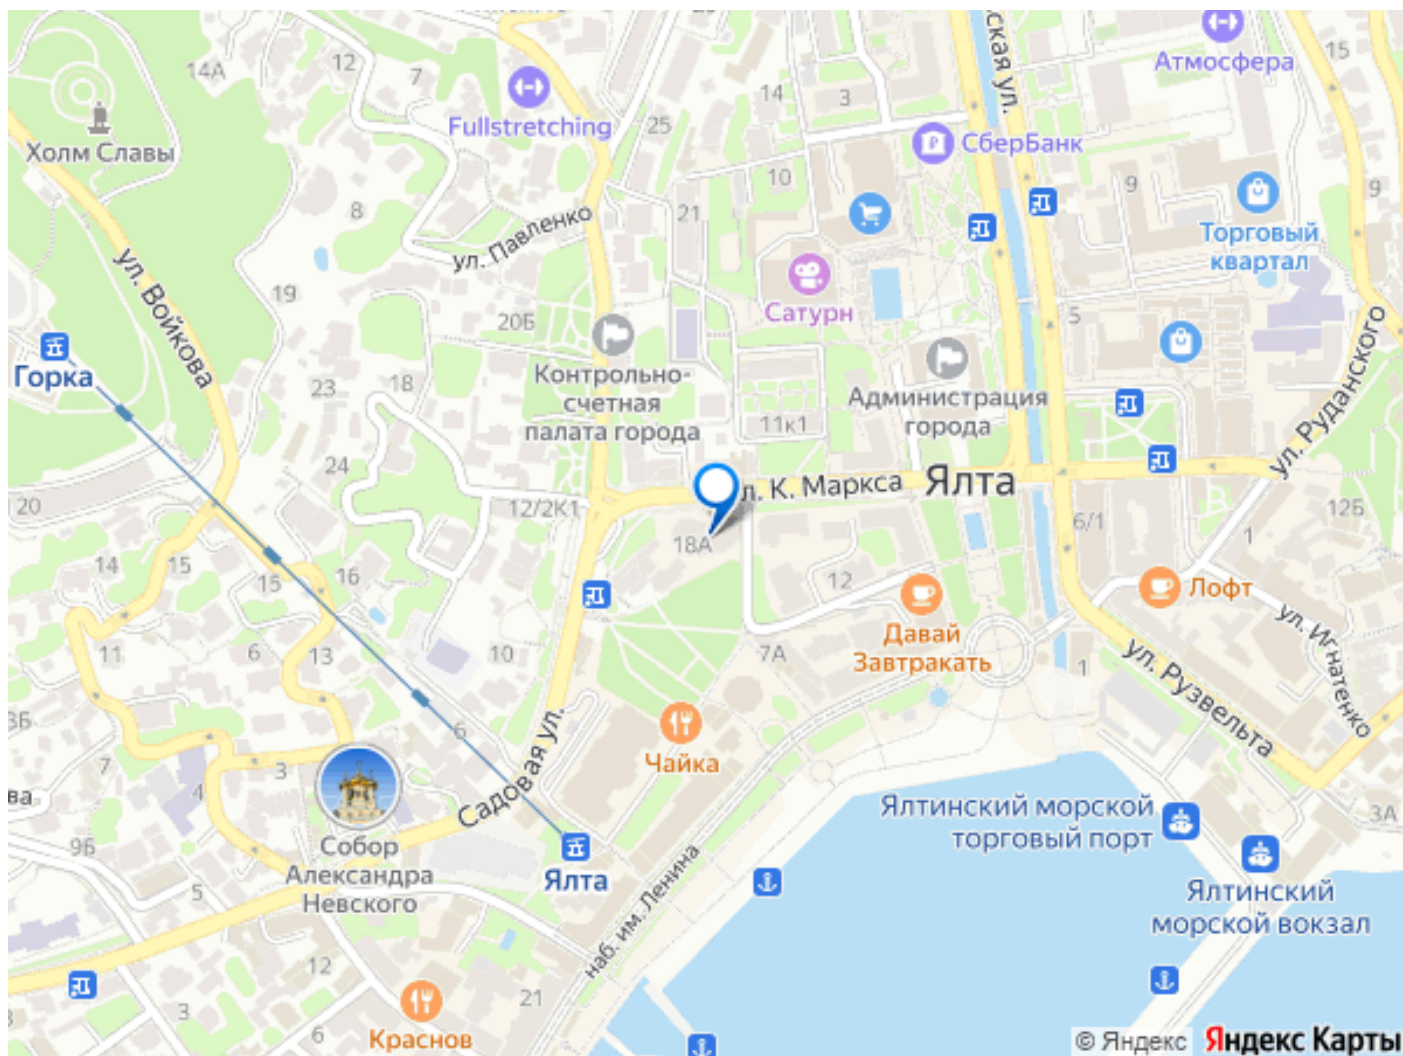 ская ул.
15
Атмосфера
14А
12
7
14
3
Fullstretching
25
СберБанк
Холм Славы
10
9
9
8
21
ул. Павленко
Торговый
квартал
ул. Войкова
19
Сатурн
20Б
5
Горка
Контрольно-
счетная
палата города
23
18
Администрация
города
11к1
ул. Руданского
24
20
12/2К1
л. К. Маркса
Ялта
6/1
1
18А
14
15
15
16
12
Лофт
Давай
Завтракать
ул. Игнатенко
11
6
13
10
7А
1
ул. Рузвельта
3Б
6
Садовая ул.
Чайка
7
3
4
ва
Ялтинский морской
торговый порт
3А
9Б
Собор
Александра
Невского
Ялта
5
наб. им. Ленина
Ялтинский
морской вокзал
12
21
3
6
Краснов
© Яндекс Яндекс Карты